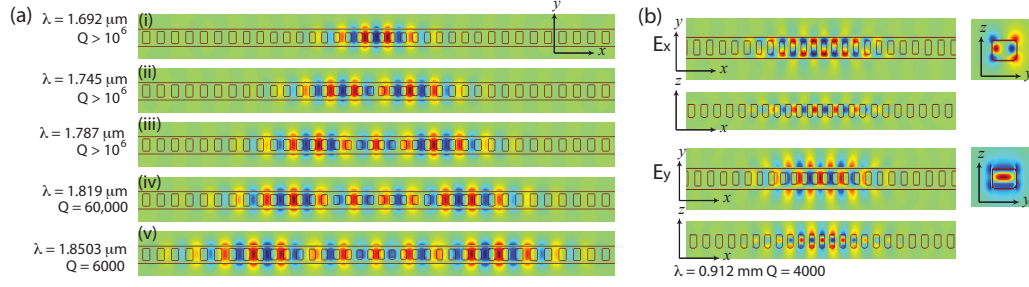 (a)
λ = 1.692 μm
Q > 10⁶
(i)
y
x
λ = 1.745 μm
Q > 10⁶
(ii)
λ = 1.787 μm
Q > 10⁶
(iii)
λ = 1.819 μm
Q = 60,000
(iv)
λ = 1.8503 μm
Q = 6000
(v)
(b)
Ex
y
x
z
y
z
x
Ey
y
x
z
y
z
x
λ = 0.912 mm Q = 4000